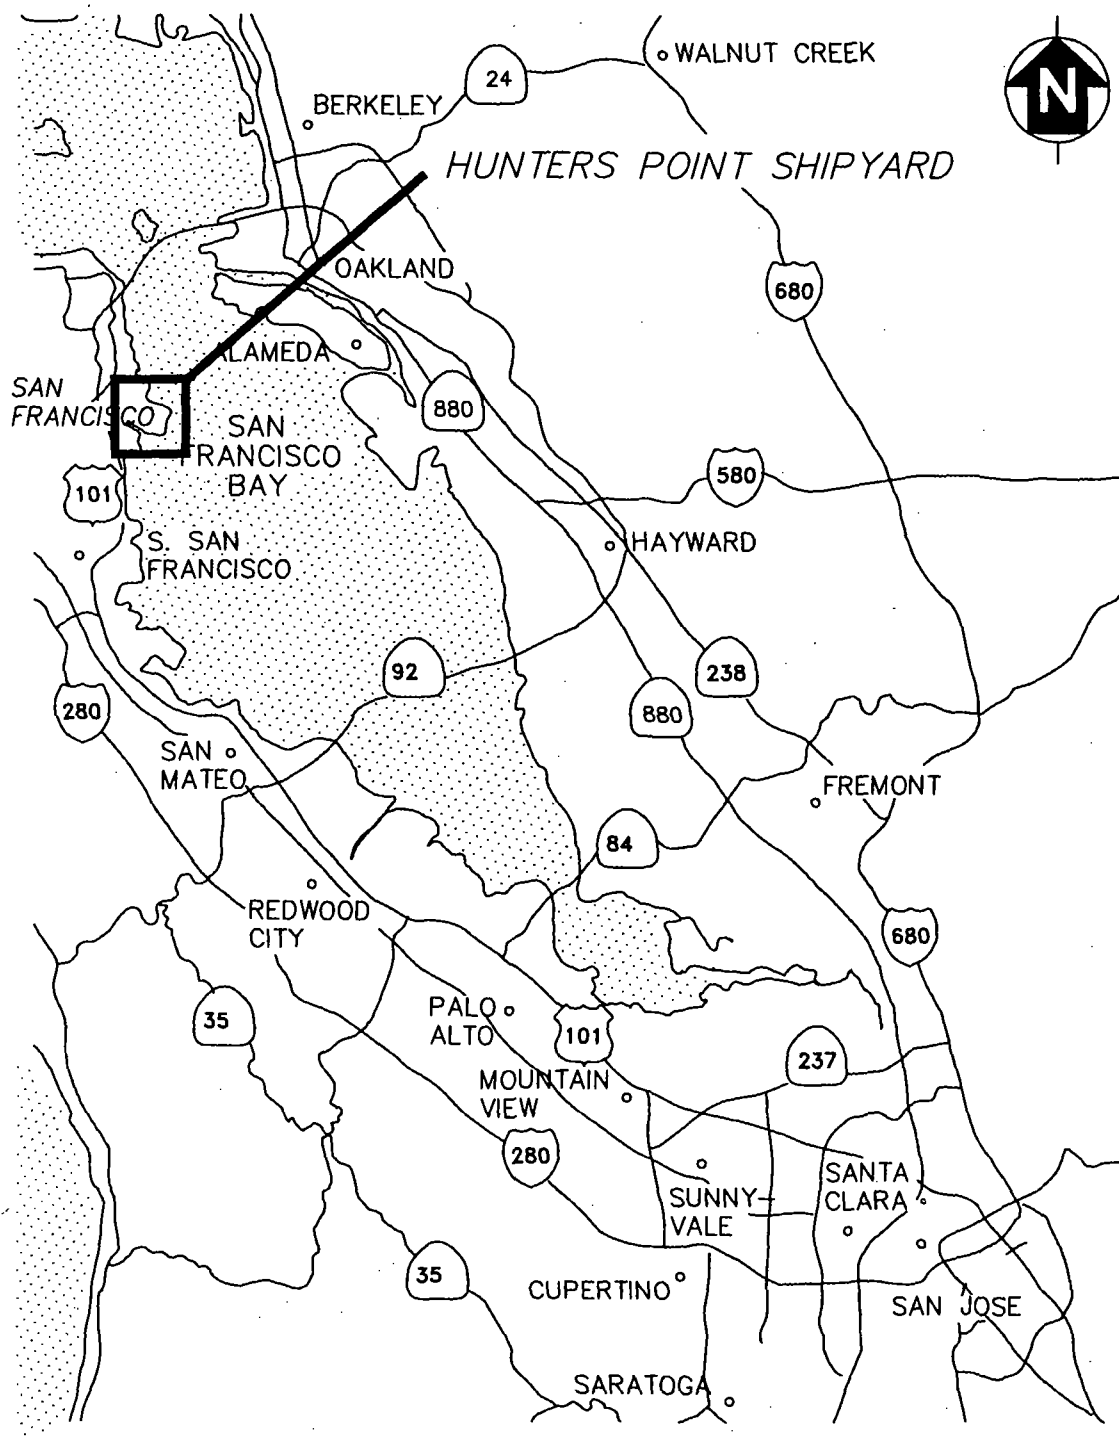 WALNUT CREEK
24
N
BERKELEY
HUNTERS POINT SHIPYARD
OAKLAND
680
ALAMEDA
SAN
FRANCISCO
880
SAN
FRANCISCO
BAY
580
101
S. SAN
FRANCISCO
HAYWARD
92
238
280
880
SAN
MATEO
FREMONT
84
REDWOOD
CITY
680
PALO
ALTO
35
101
237
MOUNTAIN
VIEW
280
SANTA
CLARA
SUNNY-
VALE
35
CUPERTINO
SAN JOSE
SARATOGA